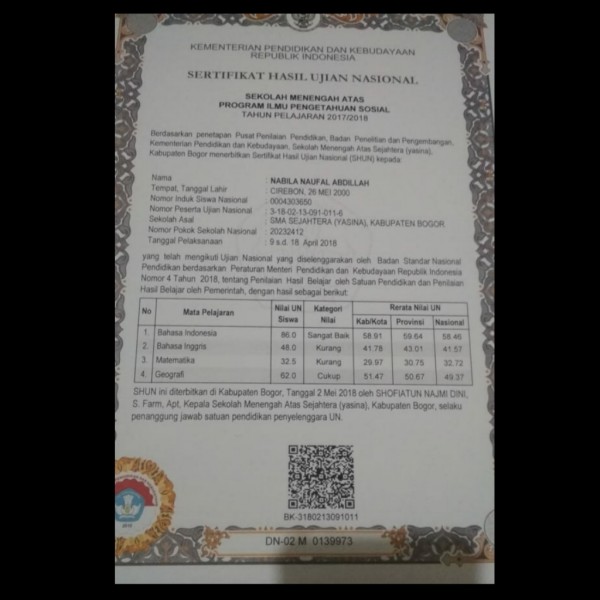 KEMENTERIAN PENDIDIKAN DAN KEBUDAYAAN
REPUBLIK INDONESIA
SERTIFIKAT HASIL UJIAN NASIONAL
SEKOLAH MENENGAH ATAS
PROGRAM ILMU PENGETAHUAN SOSIAL
TAHUN PELAJARAN 2017/2018
Berdasarkan penetapan Pusat Penilaian Pendidikan, Badan Penelitian dan Pengembangan,
Kementerian Pendidikan dan Kebudayaan, Sekolah Menengah Atas Sejahtera (yasina),
Kabupaten Bogor menerbitkan Sertifikat Hasil Ujian Nasional (SHUN) kepada:
Nama : NABILA NAUFAL ABDILLAH
Tempat, Tanggal Lahir : CIREBON, 26 MEI 2000
Nomor Induk Siswa Nasional : 0004303650
Nomor Peserta Ujian Nasional : 3-18-02-13-091-011-6
Sekolah Asal : SMA SEJAHTERA (YASINA), KABUPATEN BOGOR
Nomor Pokok Sekolah Nasional : 20232412
Tanggal Pelaksanaan : 9 s.d. 18 April 2018
yang telah mengikuti Ujian Nasional yang diselenggarakan oleh Badan Standar Nasional
Pendidikan berdasarkan Peraturan Menteri Pendidikan dan Kebudayaan Republik Indonesia
Nomor 4 Tahun 2018, tentang Penilaian Hasil Belajar oleh Satuan Pendidikan dan Penilaian
Hasil Belajar oleh Pemerintah, dengan hasil sebagai berikut:
No Mata Pelajaran Nilai UN Siswa Kategori Nilai Rerata Nilai UN
Kab/Kota Provinsi Nasional
1. Bahasa Indonesia 86.0 Sangat Baik 58.91 59.64 58.46
2. Bahasa Inggris 48.0 Kurang 41.78 43.01 41.57
3. Matematika 32.5 Kurang 29.97 30.75 32.72
4. Geografi 62.0 Cukup 51.47 50.67 49.37
SHUN ini diterbitkan di Kabupaten Bogor, Tanggal 2 Mei 2018 oleh SHOFIATUN NAJMI DINI,
S. Farm, Apt, Kepala Sekolah Menengah Atas Sejahtera (yasina), Kabupaten Bogor, selaku
penanggung jawab satuan pendidikan penyelenggara UN.
BK-3180213091011
DN-02 M 0139973